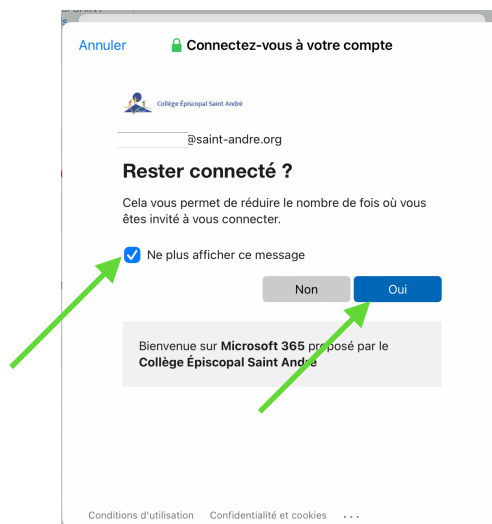 Annuler
Connectez-vous à votre compte
Collège Épiscopal Saint André
@saint-andre.org
Rester connecté ?
Cela vous permet de réduire le nombre de fois où vous
êtes invité à vous connecter.
Ne plus afficher ce message
Non
Oui
Bienvenue sur Microsoft 365 proposé par le
Collège Épiscopal Saint André
Conditions d'utilisation
Confidentialité et cookies
...